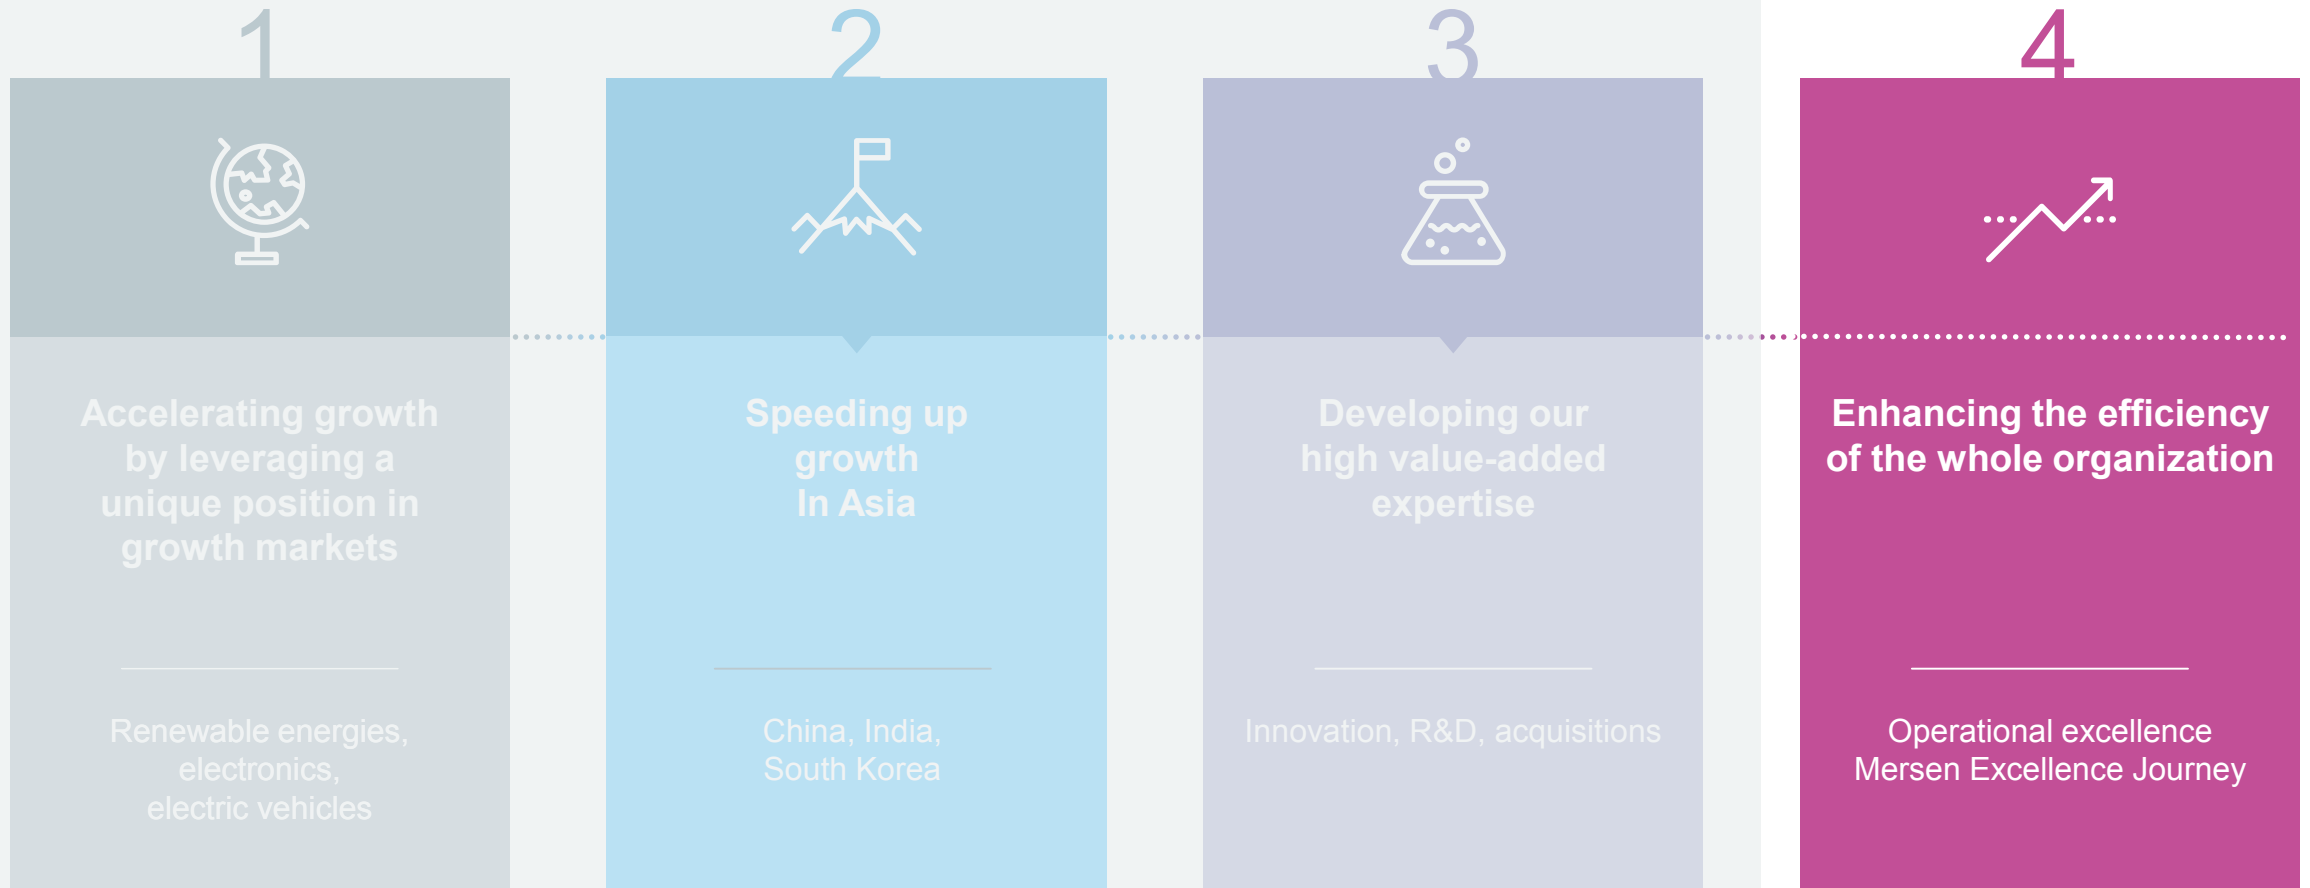 1
Accelerating growth
by leveraging a
unique position in
growth markets
Renewable energies,
electronics,
electric vehicles
2
Speeding up
growth
In Asia
China, India,
South Korea
3
Developing our
high value-added
expertise
Innovation, R&D, acquisitions
4
Enhancing the efficiency
of the whole organization
Operational excellence
Mersen Excellence Journey